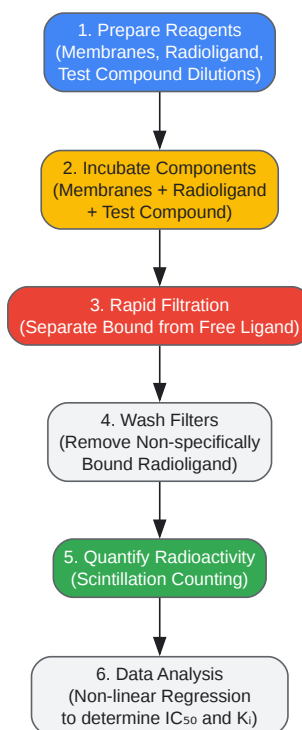 1. Prepare Reagents
(Membranes, Radioligand,
Test Compound Dilutions)
2. Incubate Components
(Membranes + Radioligand
+ Test Compound)
3. Rapid Filtration
(Separate Bound from Free Ligand)
4. Wash Filters
(Remove Non-specifically
Bound Radioligand)
5. Quantify Radioactivity
(Scintillation Counting)
6. Data Analysis
(Non-linear Regression
to determine IC₅₀ and Kᵢ)